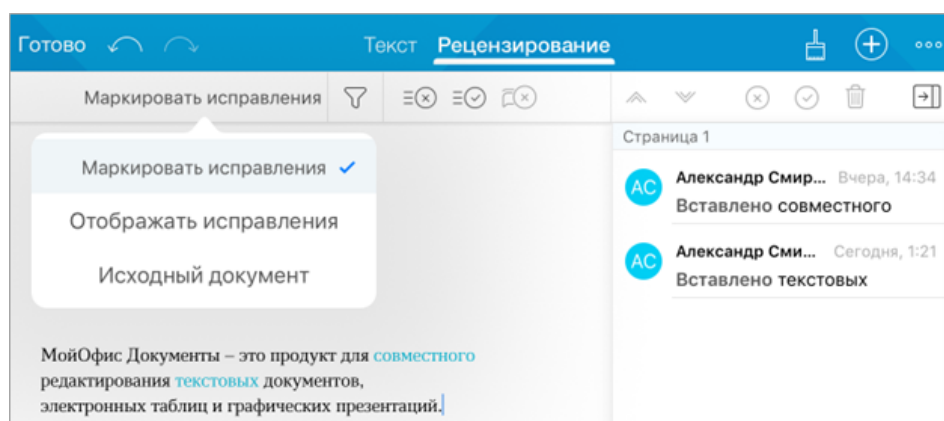 Готово Текст Рецензирование
Маркировать исправления
Маркировать исправления
Отображать исправления
Исходный документ
МойОфис Документы – это продукт для совместного
редактирования текстовых документов,
электронных таблиц и графических презентаций.
Страница 1
АС Александр Смир... Вчера, 14:34
Вставлено совместного
АС Александр Сми... Сегодня, 1:21
Вставлено текстовых